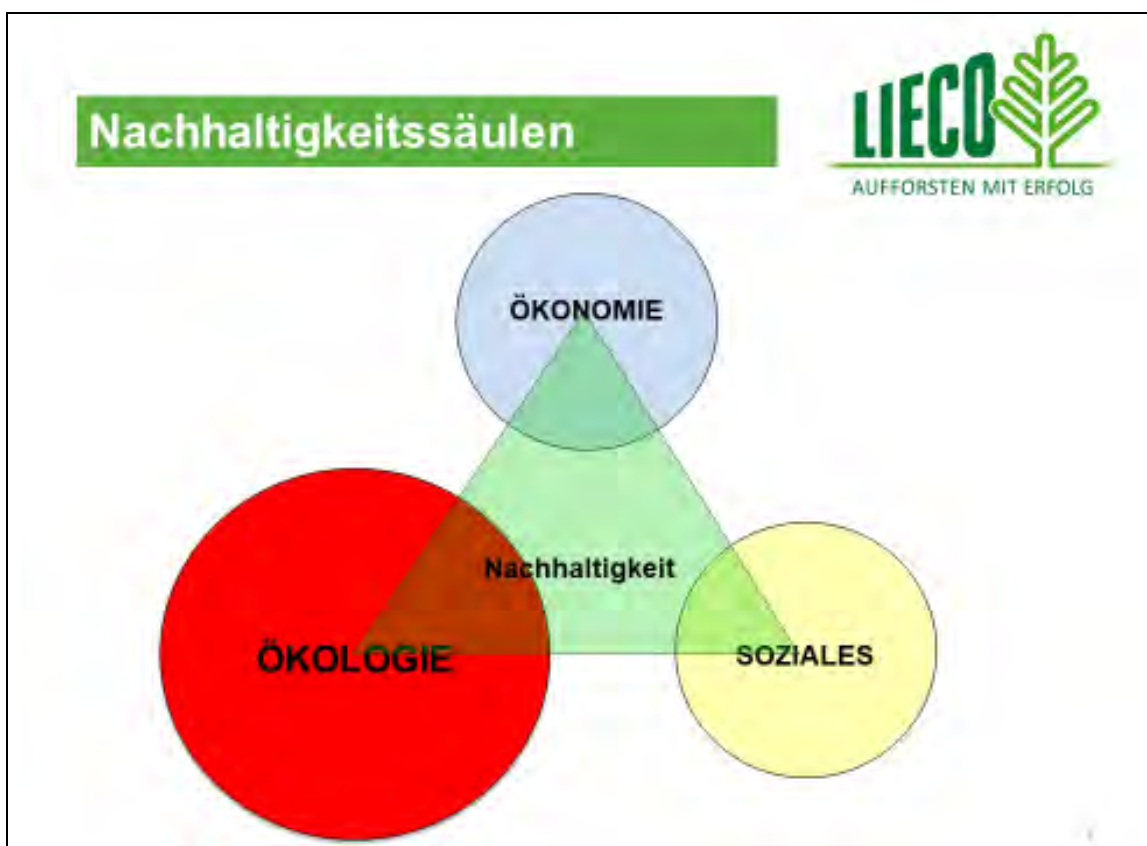 Nachhaltigkeitssäulen
LIECO
AUFFORSTEN MIT ERFOLG
ÖKONOMIE
Nachhaltigkeit
ÖKOLOGIE
SOZIALES